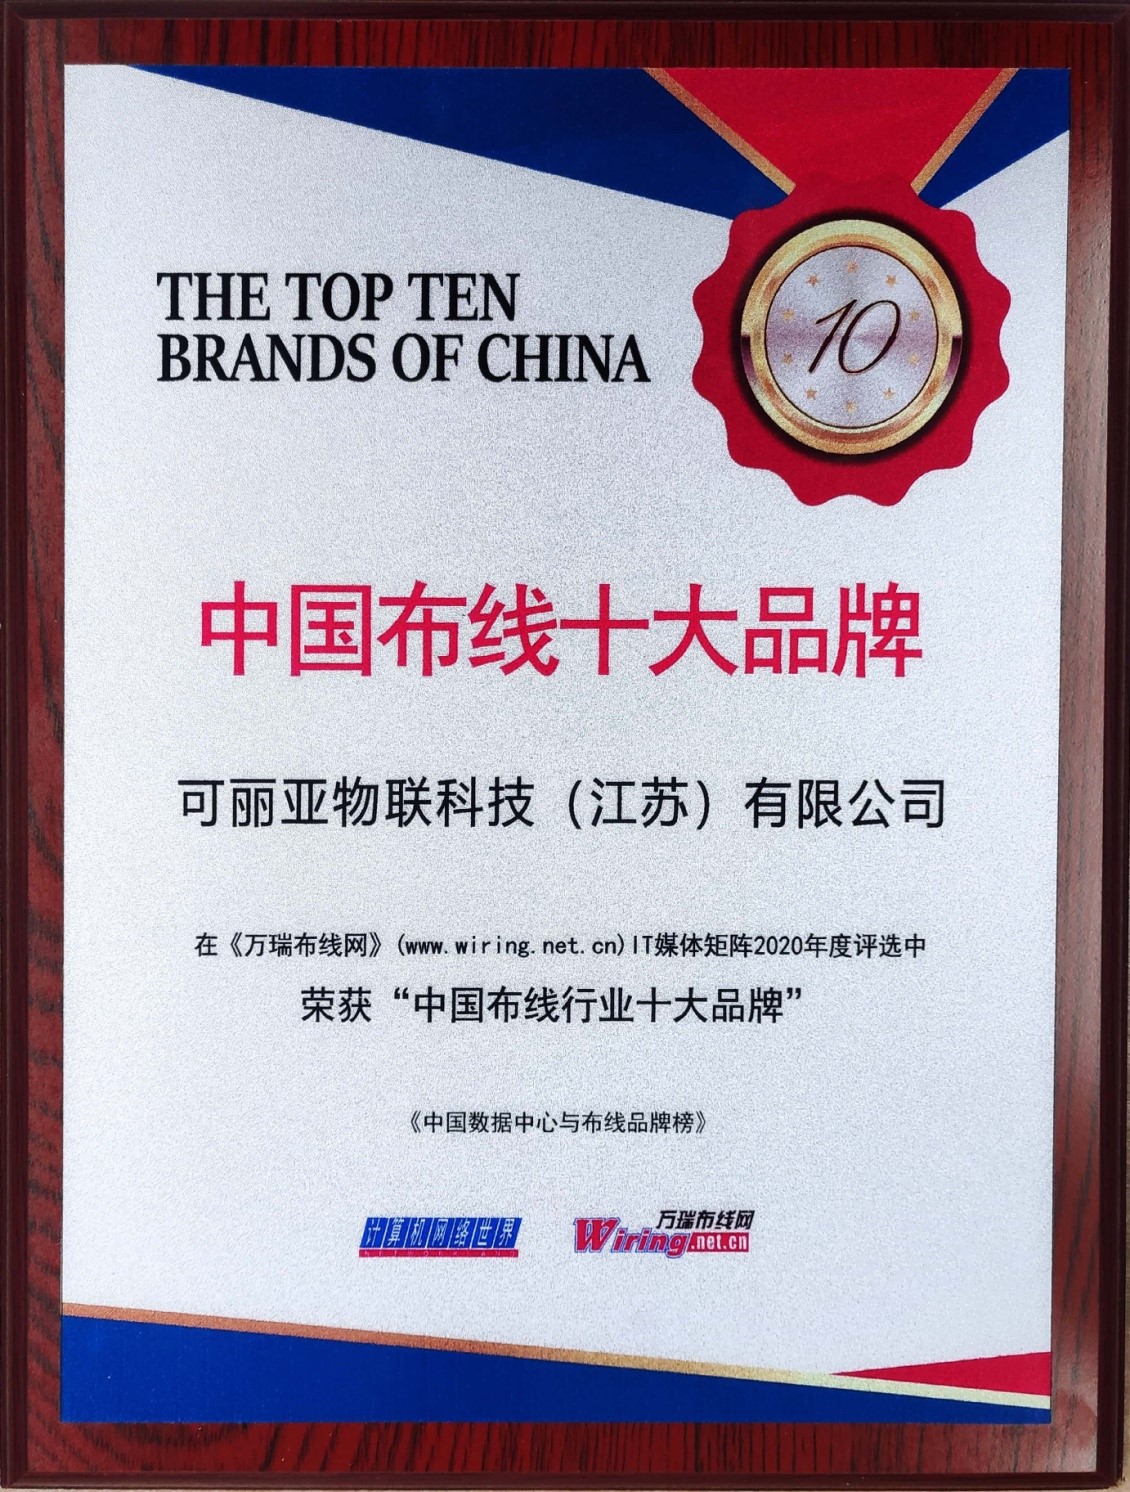 THE TOP TEN
BRANDS OF CHINA
10
中国布线十大品牌
可丽亚物联科技（江苏）有限公司
在《万瑞布线网》(www.wiring.net.cn)IT媒体矩阵2020年度评选中
荣获“中国布线行业十大品牌”
《中国数据中心与布线品牌榜》
计算机网络世界
万瑞布线网
Wiring.net.cn